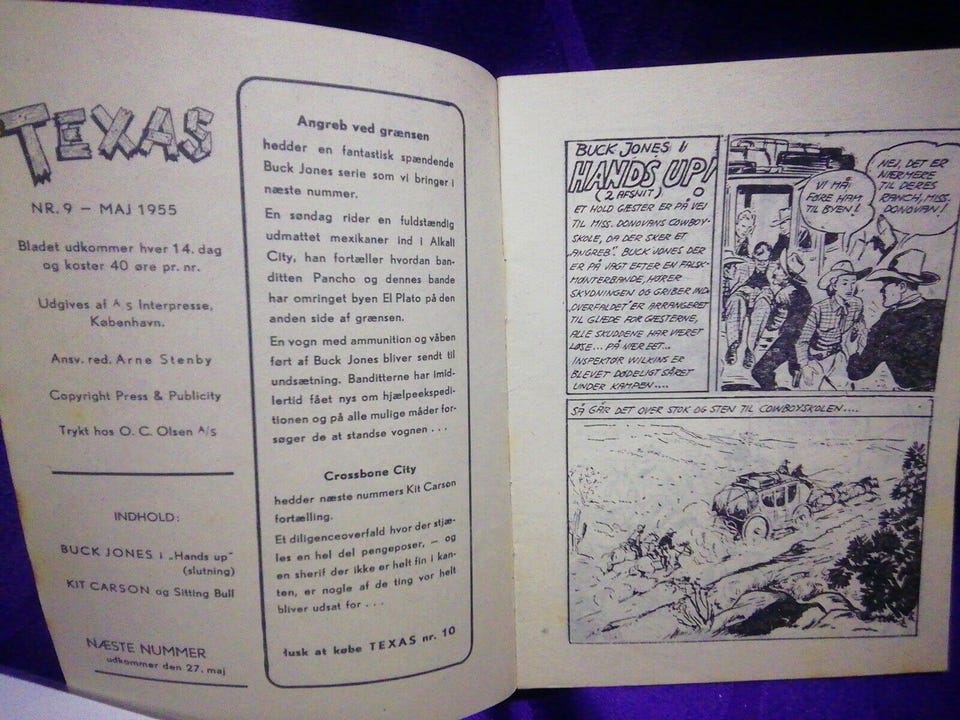 TEXAS
NR. 9 – MAJ 1955
Bladet udkommer hver 14. dag
og koster 40 øre pr. nr.
Udgives af A/S Interpresse,
København.
Ansv. red. Arne Stenby
Copyright Press & Publicity
Trykt hos O. C. Olsen A/S
INDHOLD:
BUCK JONES i „Hands up"
(slutning)
KIT CARSON og Sitting Bull
NÆSTE NUMMER
udkommer den 27. maj
Angreb ved grænsen
hedder en fantastisk spændende
Buck Jones serie som vi bringer i
næste nummer.
En søndag rider en fuldstændig
udmattet mexikaner ind i Alkali
City, han fortæller hvordan ban-
ditten Pancho og dennes bande
har omringet byen El Plato på den
anden side af grænsen.
En vogn med ammunition og våben
ført af Buck Jones bliver sendt til
undsætning. Banditterne har imid-
lertid fået nys om hjælpeekspedi-
tionen og på alle mulige måder for-
søger de at standse vognen . . .
Crossbone City
hedder næste nummers Kit Carson
fortælling.
Et diligenceoverfald hvor der stjæ-
les en hel del pengeposer, – og
en sherif der ikke er helt fin i kan-
ten, er nogle af de ting vor helt
bliver udsat for . . .
Husk at købe TEXAS nr. 10
BUCK JONES i
HANDS UP!
(2 AFSNIT)
ET HOLD GÆSTER ER PÅ VEJ
TIL MISS. DONOVANS COWBOY-
SKOLE, DA DER SKER ET
„ANGREB". BUCK JONES DER
ER PÅ VAGT EFTER EN FALSK-
MØNTERBANDE, HØRER
SKYDNINGEN OG GRIBER IND.
„OVERFALDET" ER ARRANGERET
TIL GLÆDE FOR GÆSTERNE,
ALLE SKUDDENE HAR VÆRET
LØSE... PÅ NÆR EET...
INSPEKTØR WILKINS ER
BLEVET DØDELIGT SÅRET
UNDER KAMPEN....
VI MÅ
FØRE HAM
TIL BYEN!
NEJ, DET ER
NÆRMERE
TIL DERES
RANCH, MISS.
DONOVAN!
SÅ GÅR DET OVER STOK OG STEN TIL COWBOYSKOLEN....